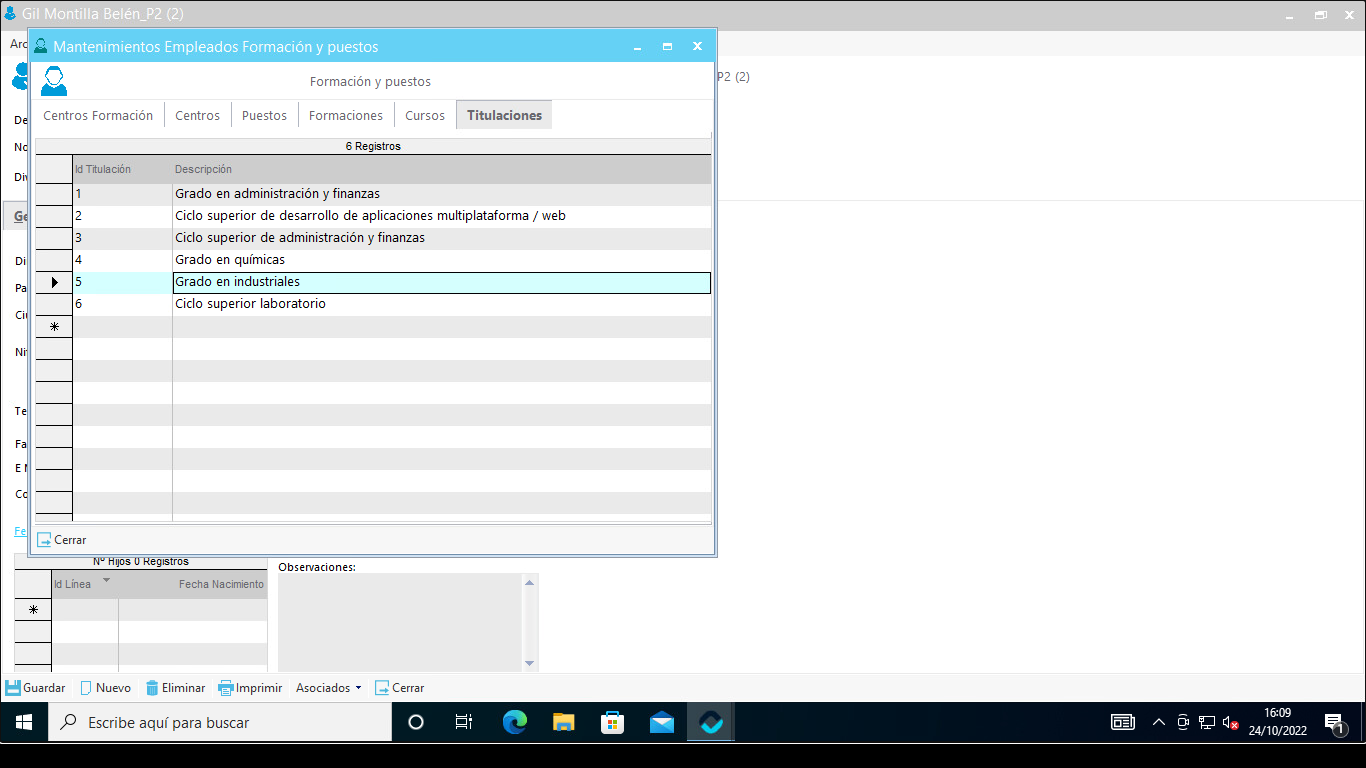 Gil Montilla Belén_P2 (2)
Mantenimientos Empleados Formación y puestos
P2 (2)
Formación y puestos
Centros Formación
Centros
Puestos
Formaciones
Cursos
Titulaciones
6 Registros
Id Titulación Descripción
1 Grado en administración y finanzas
2 Ciclo superior de desarrollo de aplicaciones multiplataforma / web
3 Ciclo superior de administración y finanzas
4 Grado en químicas
5 Grado en industriales
6 Ciclo superior laboratorio
Cerrar
Nº Hijos 0 Registros
Id Línea Fecha Nacimiento
Observaciones:
Guardar
Nuevo
Eliminar
Imprimir
Asociados
Cerrar
Escribe aquí para buscar
16:09
24/10/2022
1